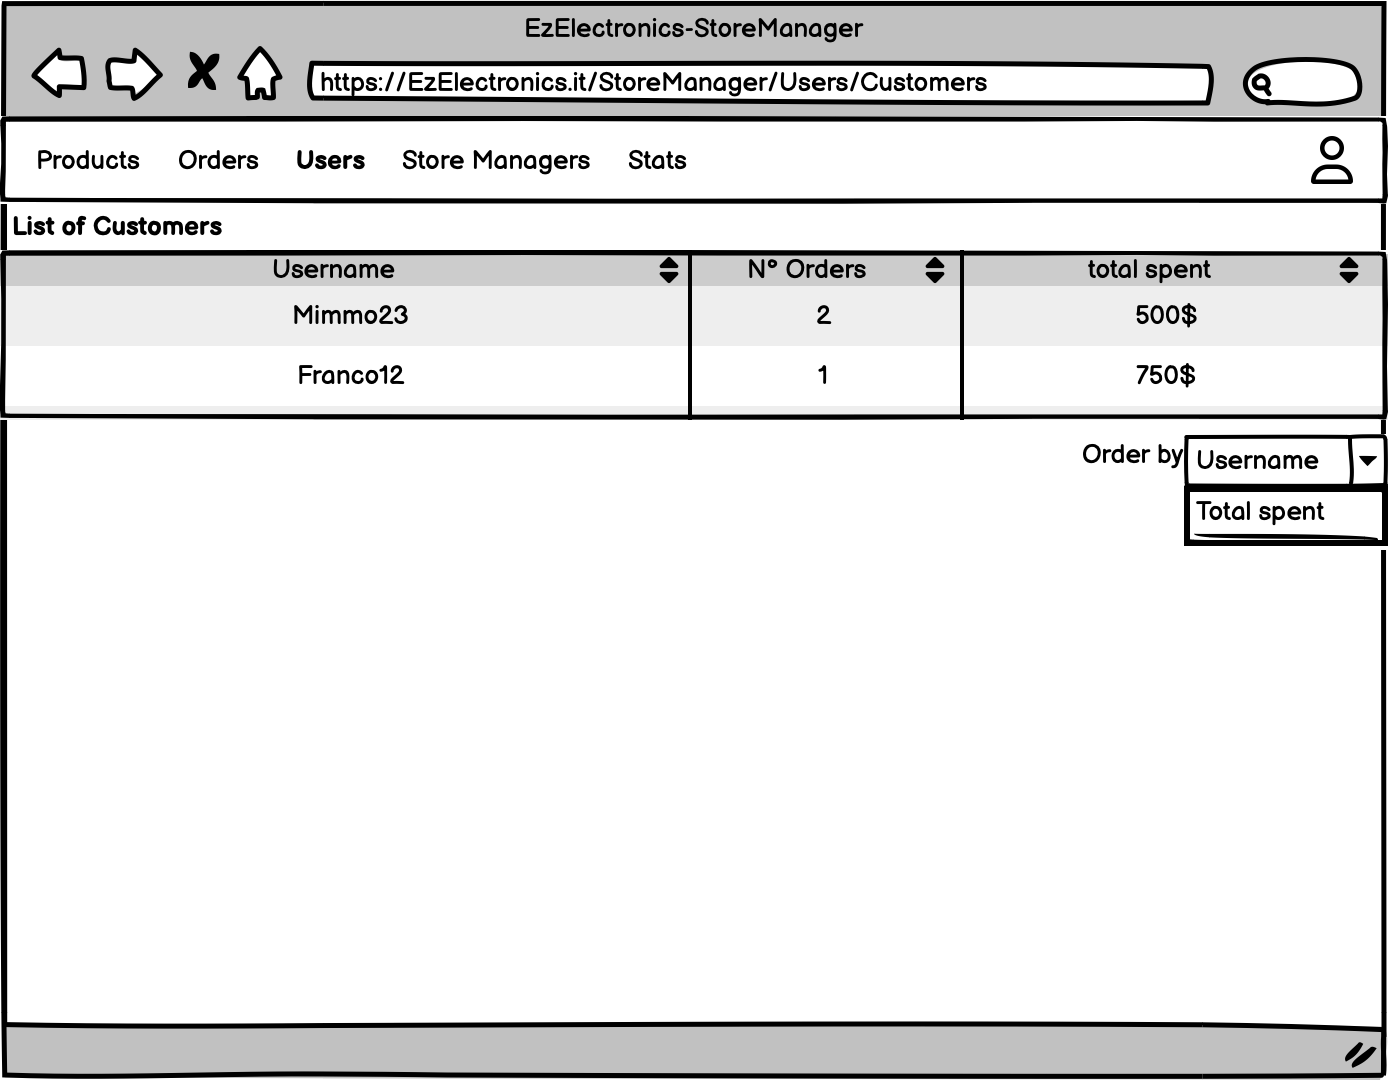 EzElectronics-StoreManager
https://EzElectronics.it/StoreManager/Users/Customers
Products Orders Users Store Managers Stats
List of Customers
Username N° Orders total spent
Mimmo23 2 500$
Franco12 1 750$
Order by Username
Total spent